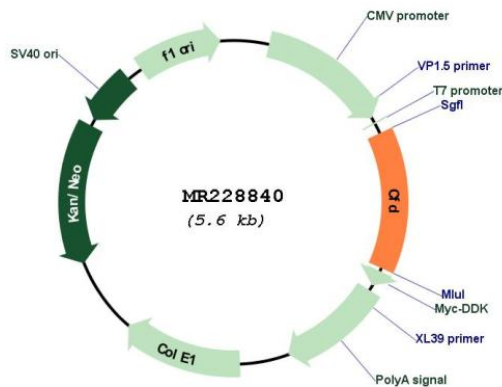 CMV promoter
VP1.5 primer
T7 promoter
SgfI
Cfd
MluI
Myc-DDK
XL39 primer
PolyA signal
Col E1
Kan/Neo
SV40 ori
f1 ori
MR228840
(5.6 kb)